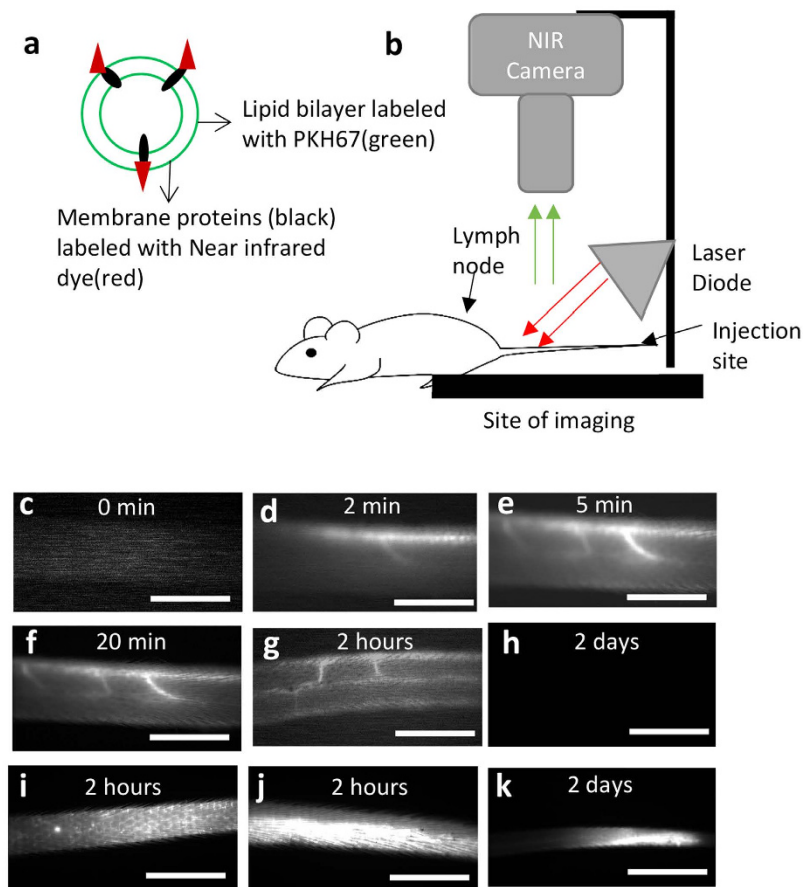 a
Lipid bilayer labeled
with PKH67(green)
Membrane proteins (black)
labeled with Near infrared
dye(red)
b
NIR
Camera
Lymph
node
Laser
Diode
Injection
site
Site of imaging
c
0 min
d
2 min
e
5 min
f
20 min
g
2 hours
h
2 days
i
2 hours
j
2 hours
k
2 days